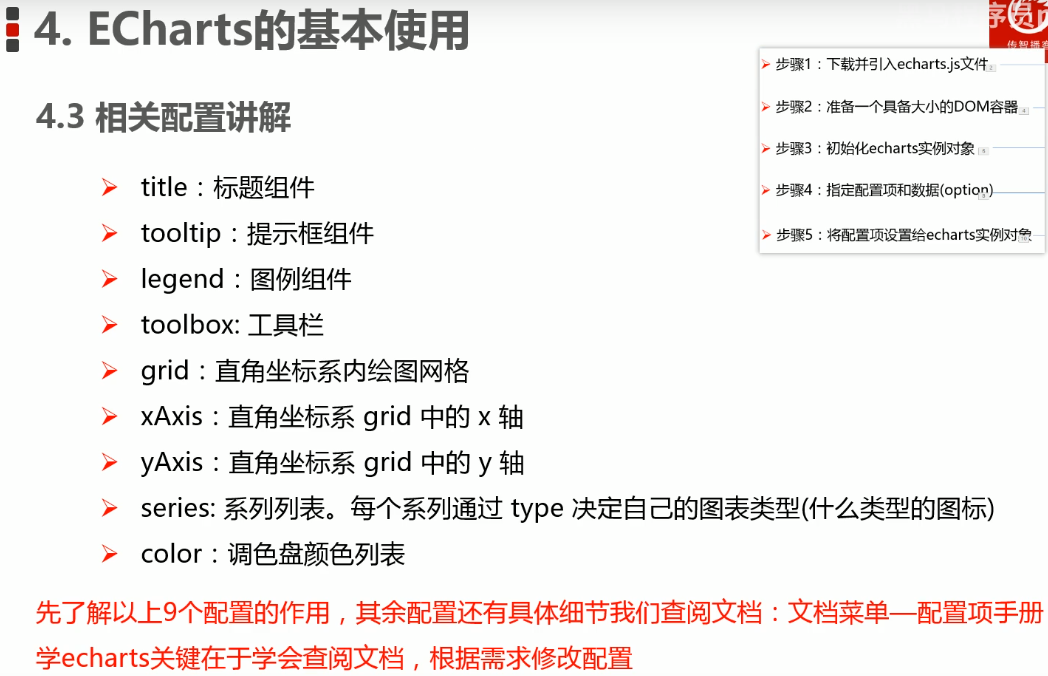 4. ECharts的基本使用
4.3 相关配置讲解
title：标题组件
tooltip：提示框组件
legend：图例组件
toolbox: 工具栏
grid：直角坐标系内绘图网格
xAxis：直角坐标系 grid 中的 x 轴
yAxis：直角坐标系 grid 中的 y 轴
series: 系列列表。每个系列通过 type 决定自己的图表类型(什么类型的图标)
color：调色盘颜色列表
先了解以上9个配置的作用，其余配置还有具体细节我们查阅文档：文档菜单—配置项手册
学echarts关键在于学会查阅文档，根据需求修改配置
步骤1：下载并引入echarts.js文件
步骤2：准备一个具备大小的DOM容器
步骤3：初始化echarts实例对象
步骤4：指定配置项和数据(option)
步骤5：将配置项设置给echarts实例对象
序员
传智播